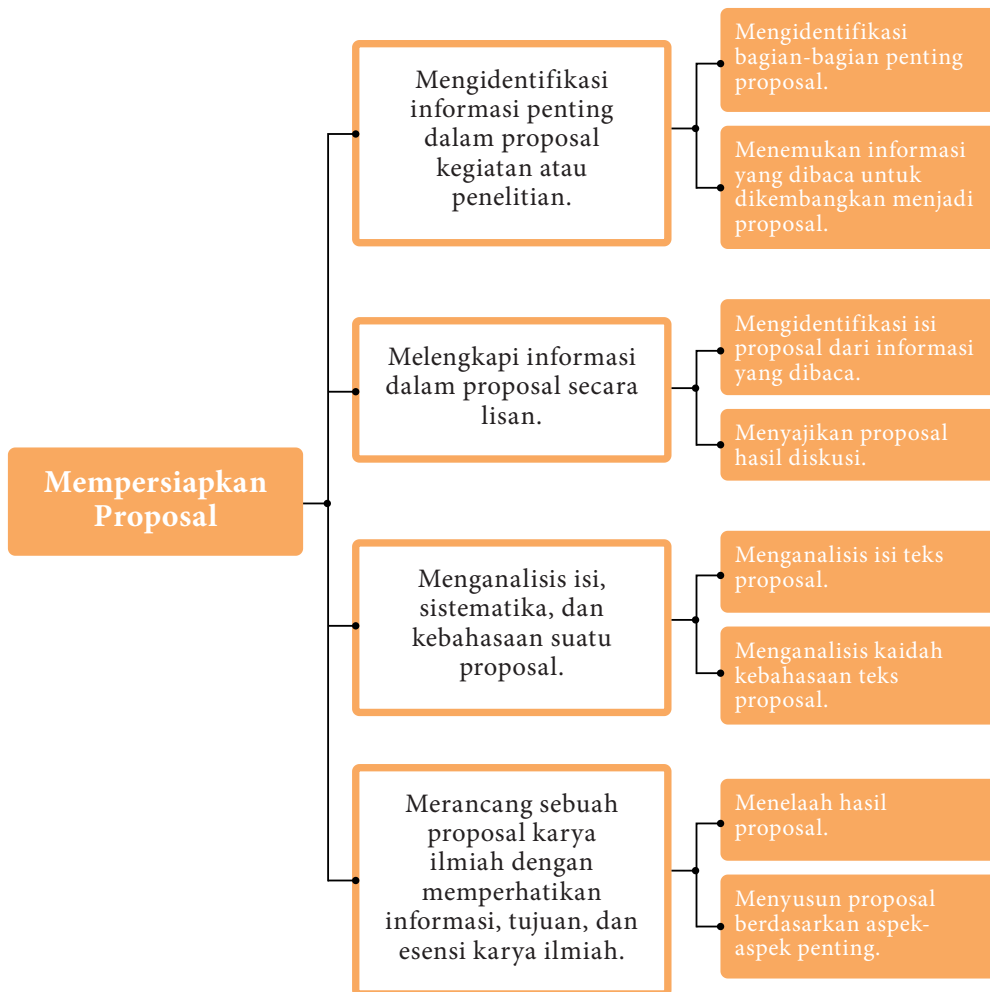 Mempersiapkan
Proposal
Mengidentifikasi
informasi penting
dalam proposal
kegiatan atau
penelitian.
Mengidentifikasi
bagian-bagian penting
proposal.
Menemukan informasi
yang dibaca untuk
dikembangkan menjadi
proposal.
Melengkapi informasi
dalam proposal secara
lisan.
Mengidentifikasi isi
proposal dari informasi
yang dibaca.
Menyajikan proposal
hasil diskusi.
Menganalisis isi,
sistematika, dan
kebahasaan suatu
proposal.
Menganalisis isi teks
proposal.
Menganalisis kaidah
kebahasaan teks
proposal.
Merancang sebuah
proposal karya
ilmiah dengan
memperhatikan
informasi, tujuan, dan
esensi karya ilmiah.
Menelaah hasil
proposal.
Menyusun proposal
berdasarkan aspek-
aspek penting.